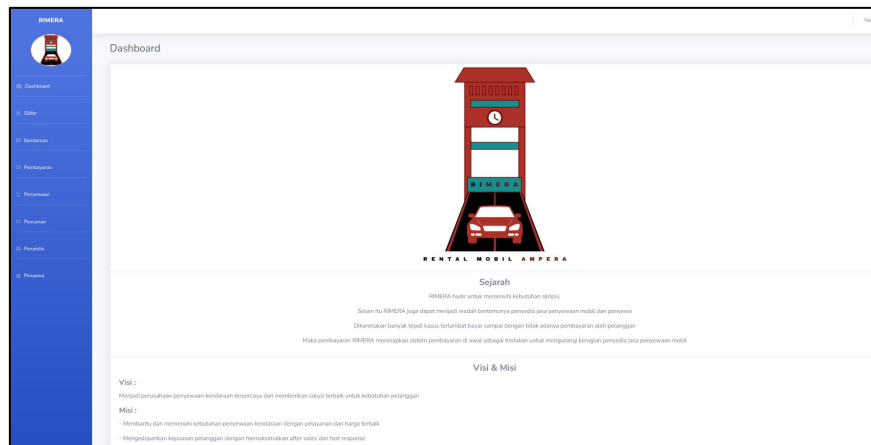 RIMERA
Dashboard
Dashboard
Slider
Kendaraan
Pembayaran
Penyewaan
Pencairan
Penyedia
Penyewa
RIMERA
RENTAL MOBIL AMPERA
Sejarah
RIMERA hadir untuk memenuhi kebutuhan skripsi.
Selain itu RIMERA juga dapat menjadi wadah bertemunya penyedia jasa penyewaan mobil dan penyewa
Dikarenakan banyak tejadi kasus terlambat bayar sampai dengan tidak adanya pembayaran oleh pelanggan
Maka pembayaran RIMERA menerapkan sistem pembayaran di awal sebagai tindakan untuk mengurangi kerugian penyedia jasa penyewaan mobil
Visi & Misi
Visi :
Menjadi perusahaan penyewaan kendaraan terpercaya dan memberikan solusi terbaik untuk kebutuhan pelanggan
Misi :
- Membantu dan memenuhi kebutuhan penyewaan kendaraan dengan pelayanan dan harga terbaik
- Mengedepankan kepuasan pelanggan dengan memaksimalkan after sales dan fast response